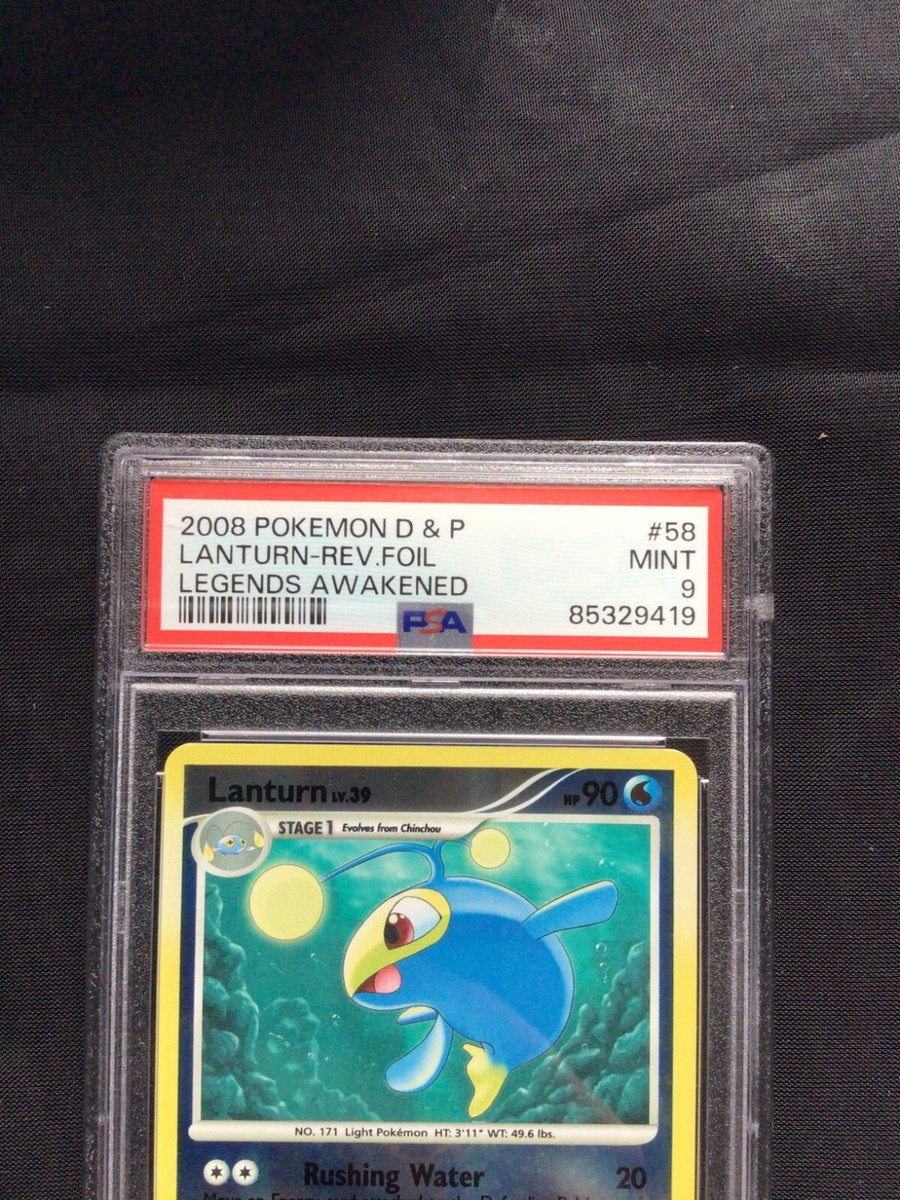 2008 POKEMON D & P #58
LANTURN-REV.FOIL MINT
LEGENDS AWAKENED 9
PSA 85329419
Lanturn LV.39 HP 90
STAGE 1 Evolves from Chinchou
NO. 171 Light Pokémon HT: 3'11" WT: 49.6 lbs.
Rushing Water 20